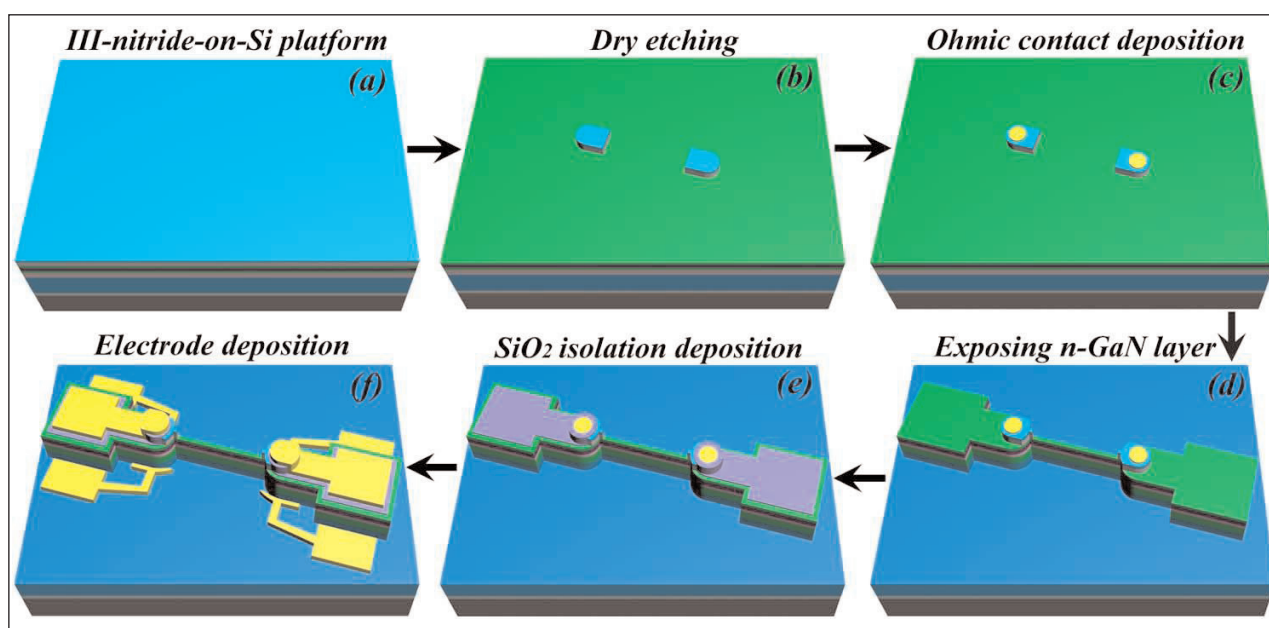 III-nitride-on-Si platform
(a)
Dry etching
(b)
Ohmic contact deposition
(c)
Electrode deposition
(f)
SiO₂ isolation deposition
(e)
Exposing n-GaN layer
(d)